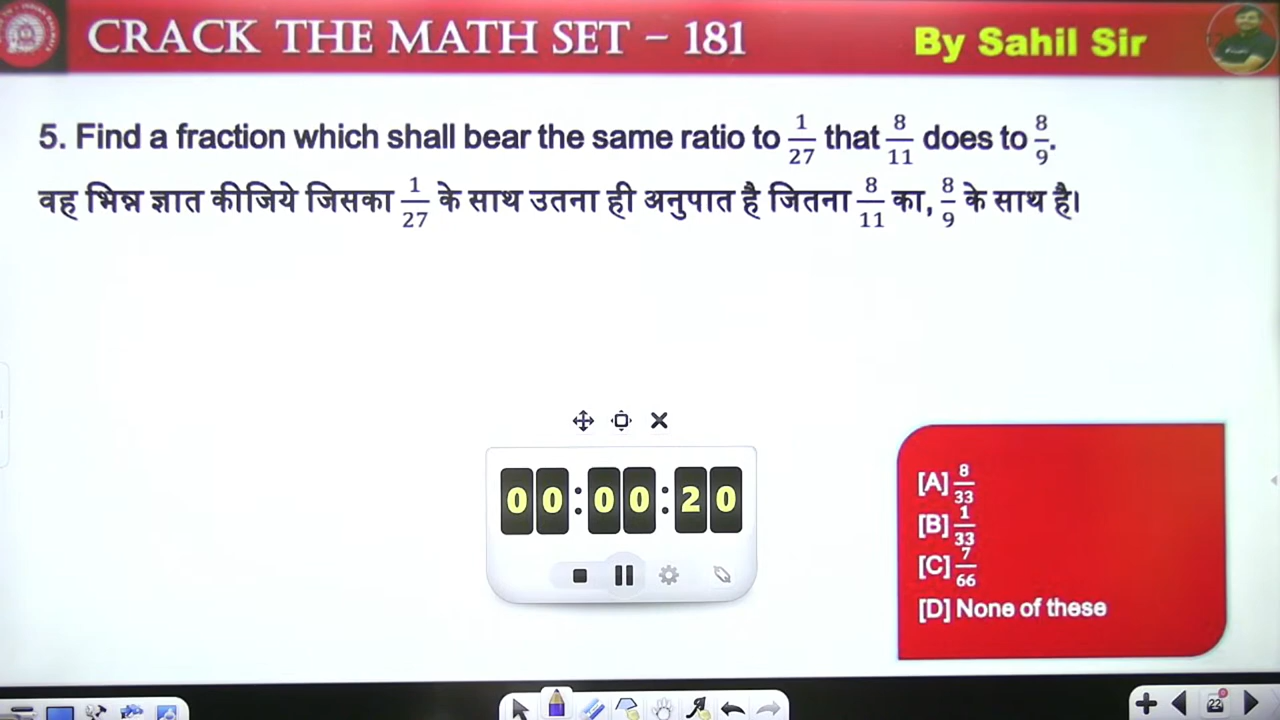 CRACK THE MATH SET – 181
By Sahil Sir
5. Find a fraction which shall bear the same ratio to 1/27 that 8/11 does to 8/9.
वह भिन्न ज्ञात कीजिये जिसका 1/27 के साथ उतना ही अनुपात है जितना 8/11 का, 8/9 के साथ है।
00:00:20
[A] 8/33
[B] 1/33
[C] 7/66
[D] None of these
22